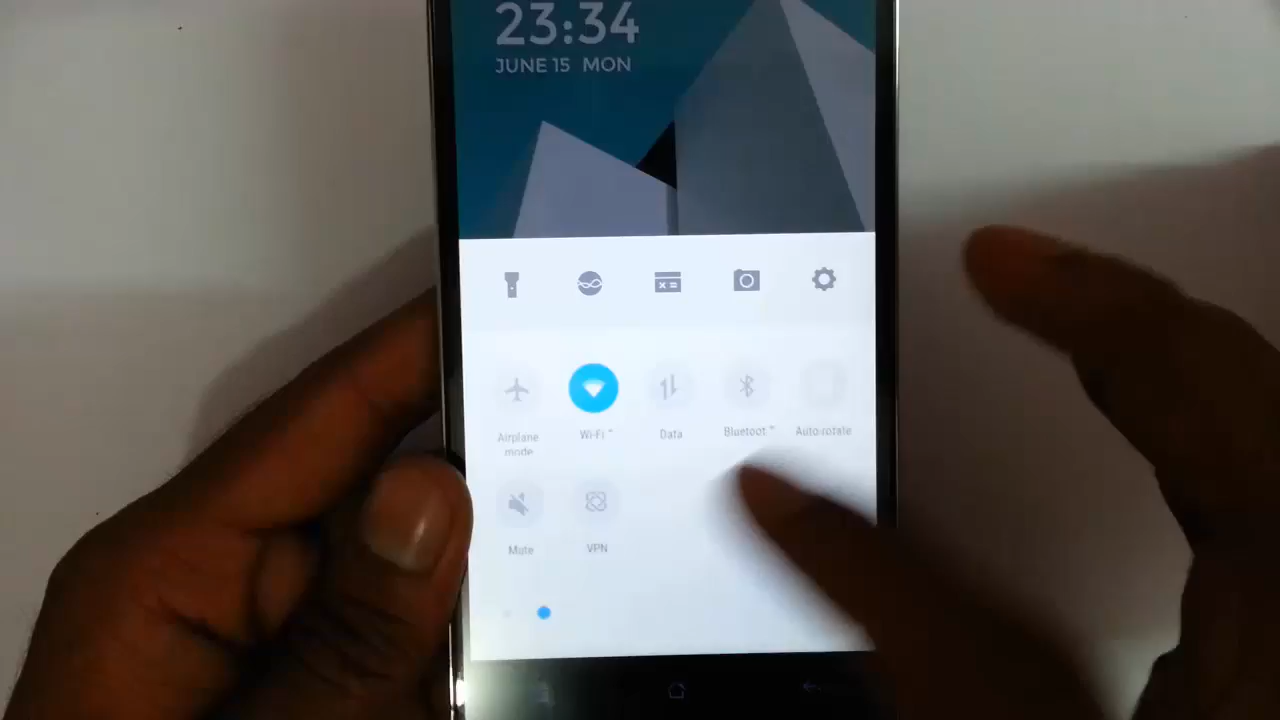 23:34
JUNE 15 MON
Airplane mode
Wi-Fi
Data
Bluetoot
Auto-rotate
Mute
VPN